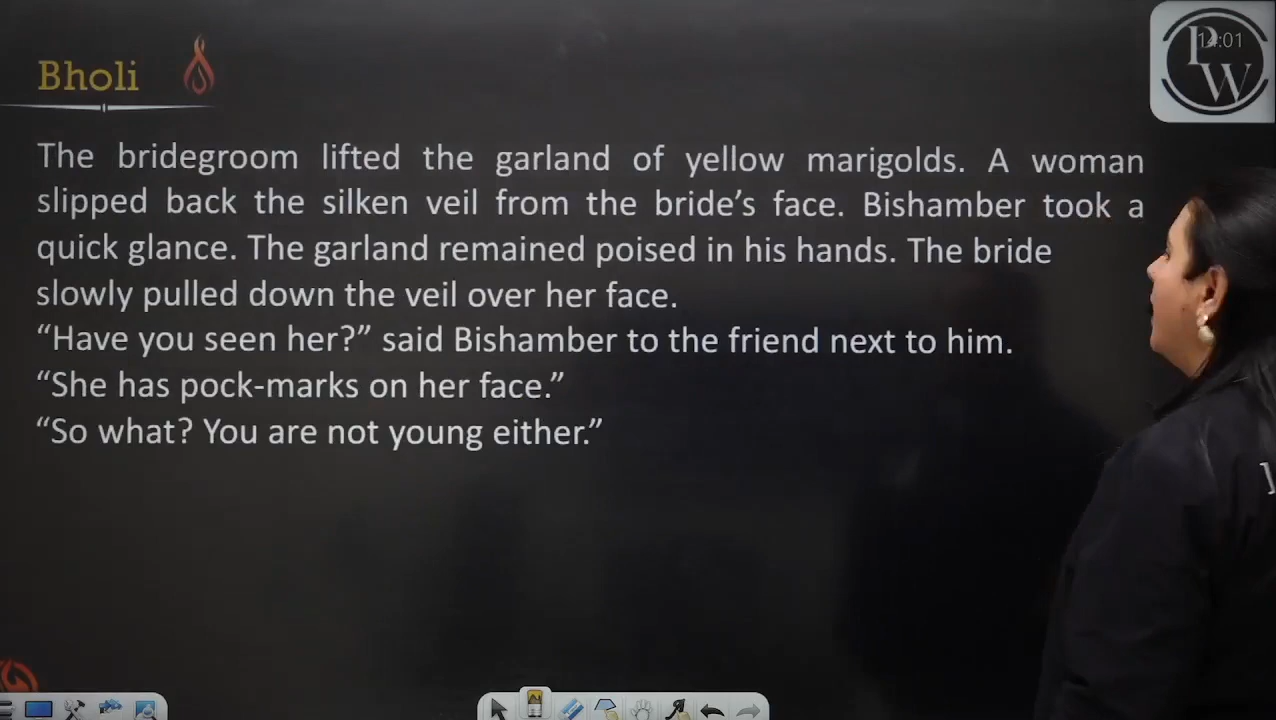 Bholi
14:01
PW
The bridegroom lifted the garland of yellow marigolds. A woman
slipped back the silken veil from the bride’s face. Bishamber took a
quick glance. The garland remained poised in his hands. The bride
slowly pulled down the veil over her face.
“Have you seen her?” said Bishamber to the friend next to him.
“She has pock-marks on her face.”
“So what? You are not young either.”